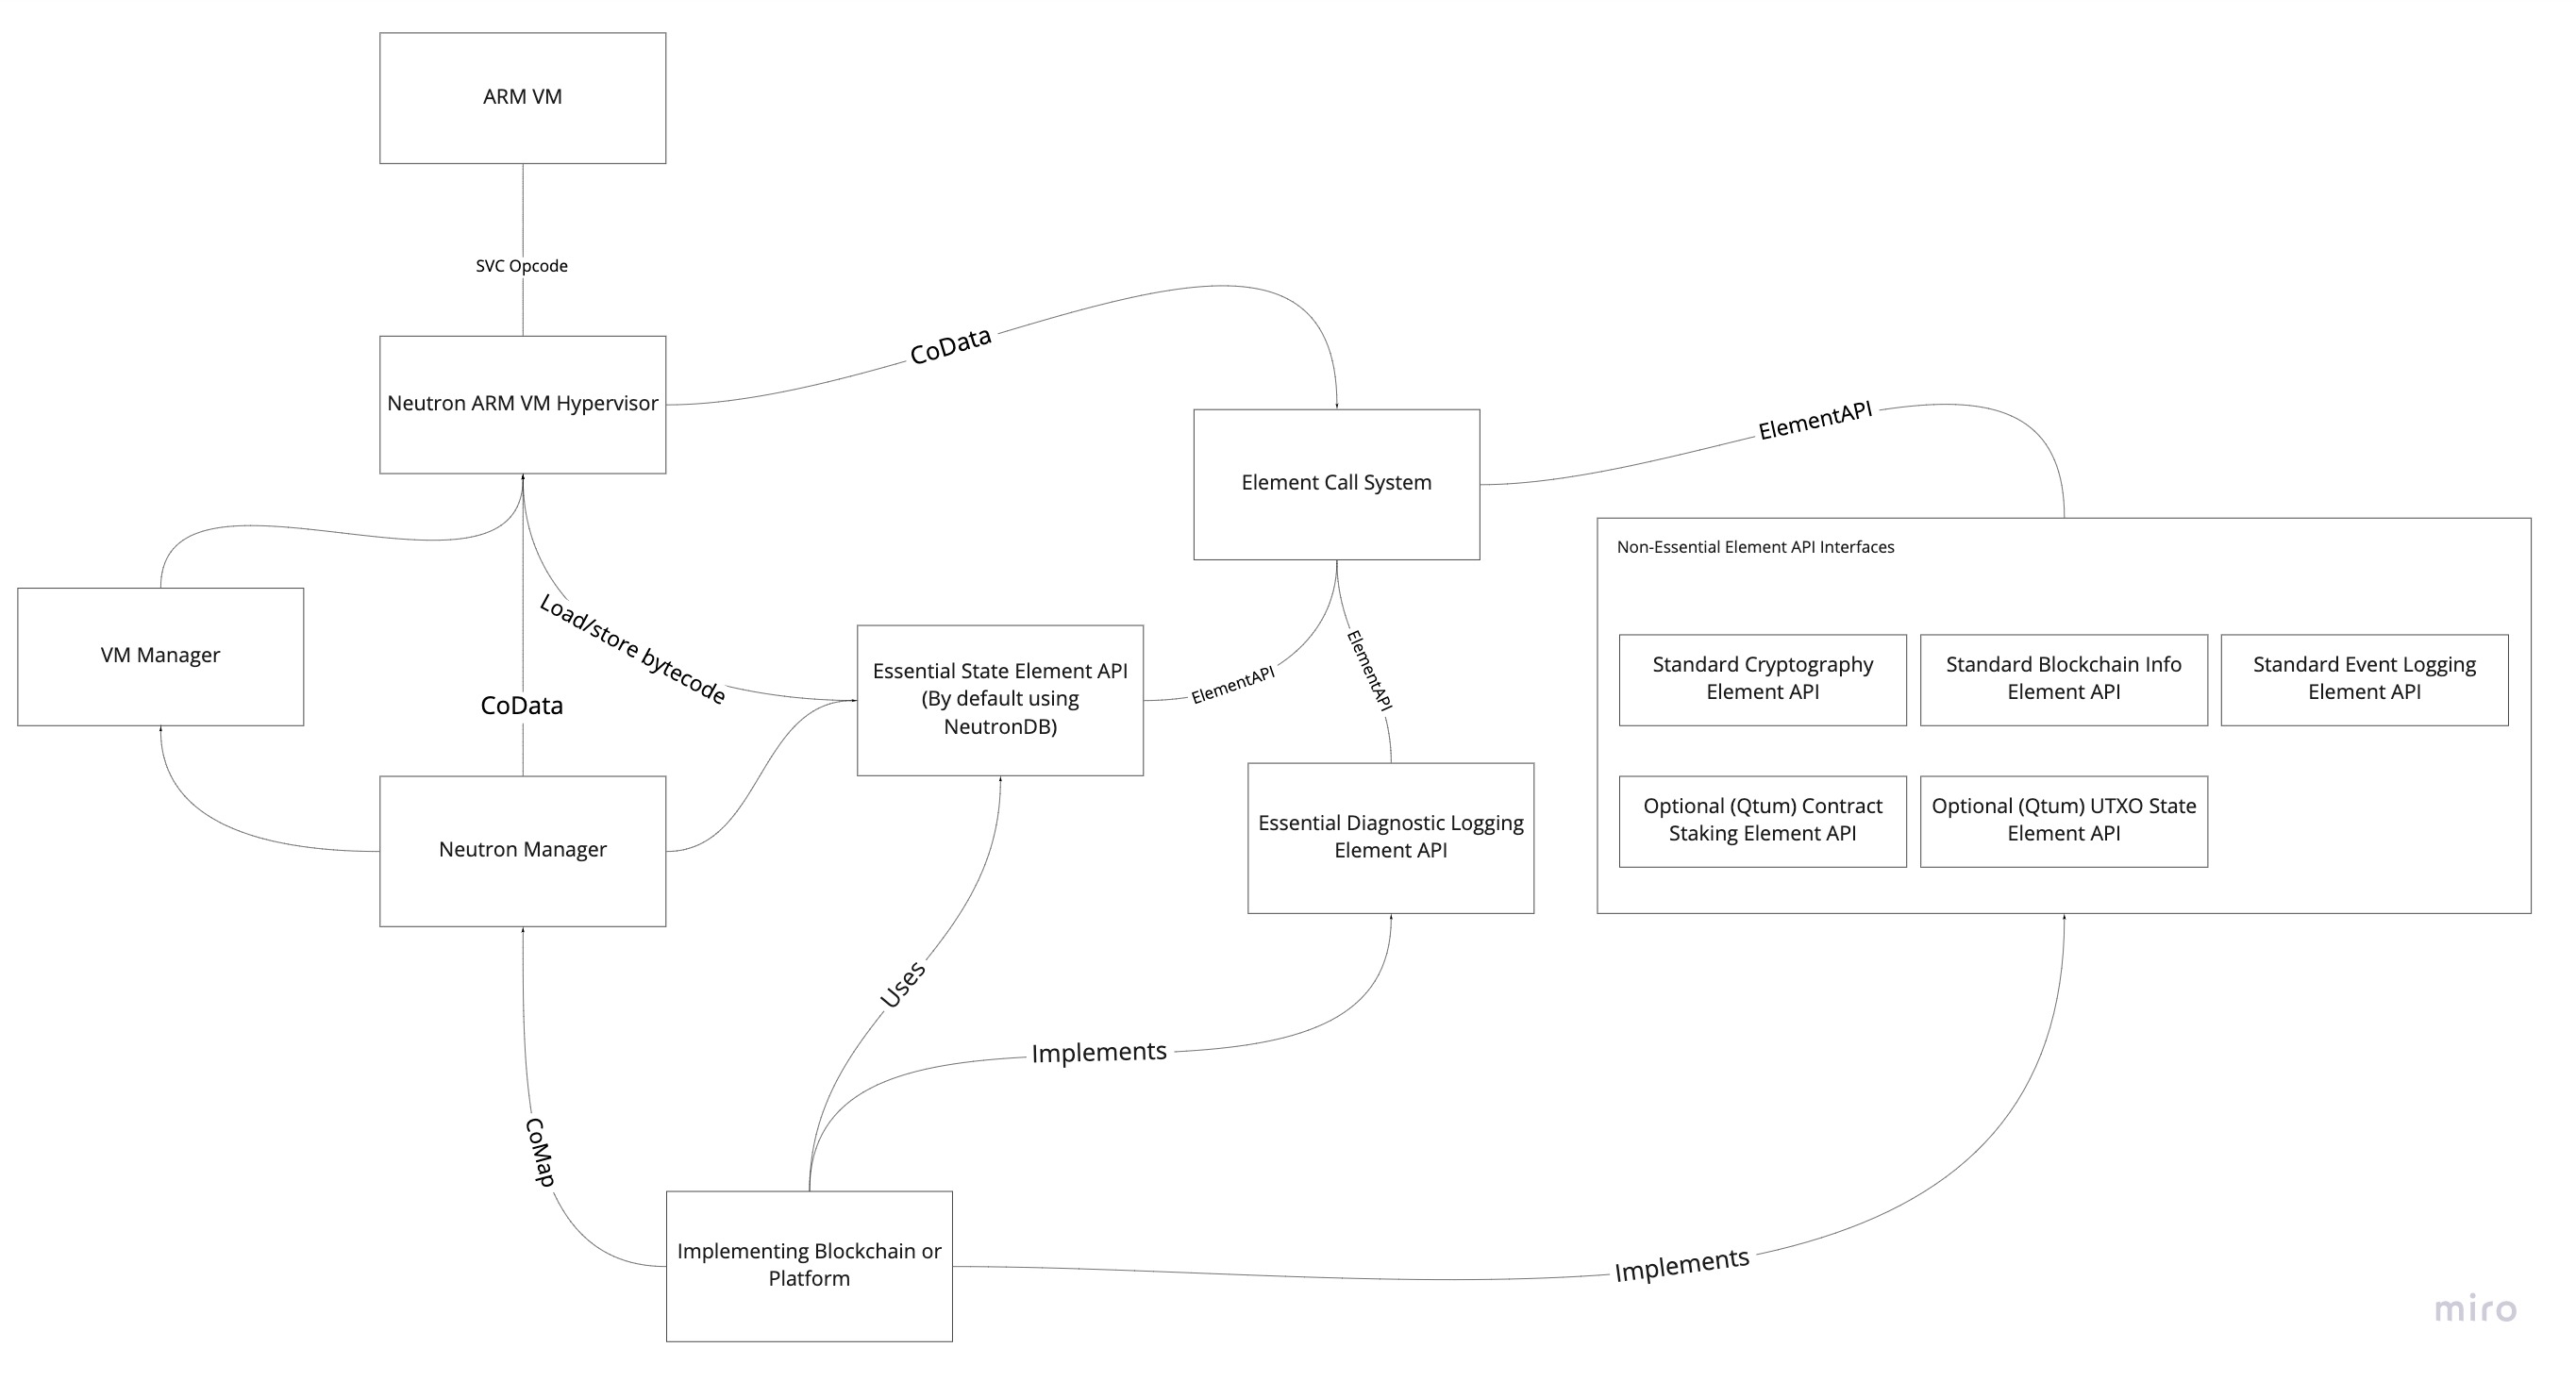 ARM VM
SVC Opcode
CoData
Neutron ARM VM Hypervisor
ElementAPI
Element Call System
Non-Essential Element API Interfaces
Load/store bytecode
VM Manager
Essential State Element API
(By default using
NeutronDB)
ElementAPI
ElementAPI
Standard Cryptography
Element API
Standard Blockchain Info
Element API
Standard Event Logging
Element API
CoData
Neutron Manager
Essential Diagnostic Logging
Element API
Optional (Qtum) Contract
Staking Element API
Optional (Qtum) UTXO State
Element API
Uses
Implements
CoMap
Implementing Blockchain or
Platform
Implements
miro